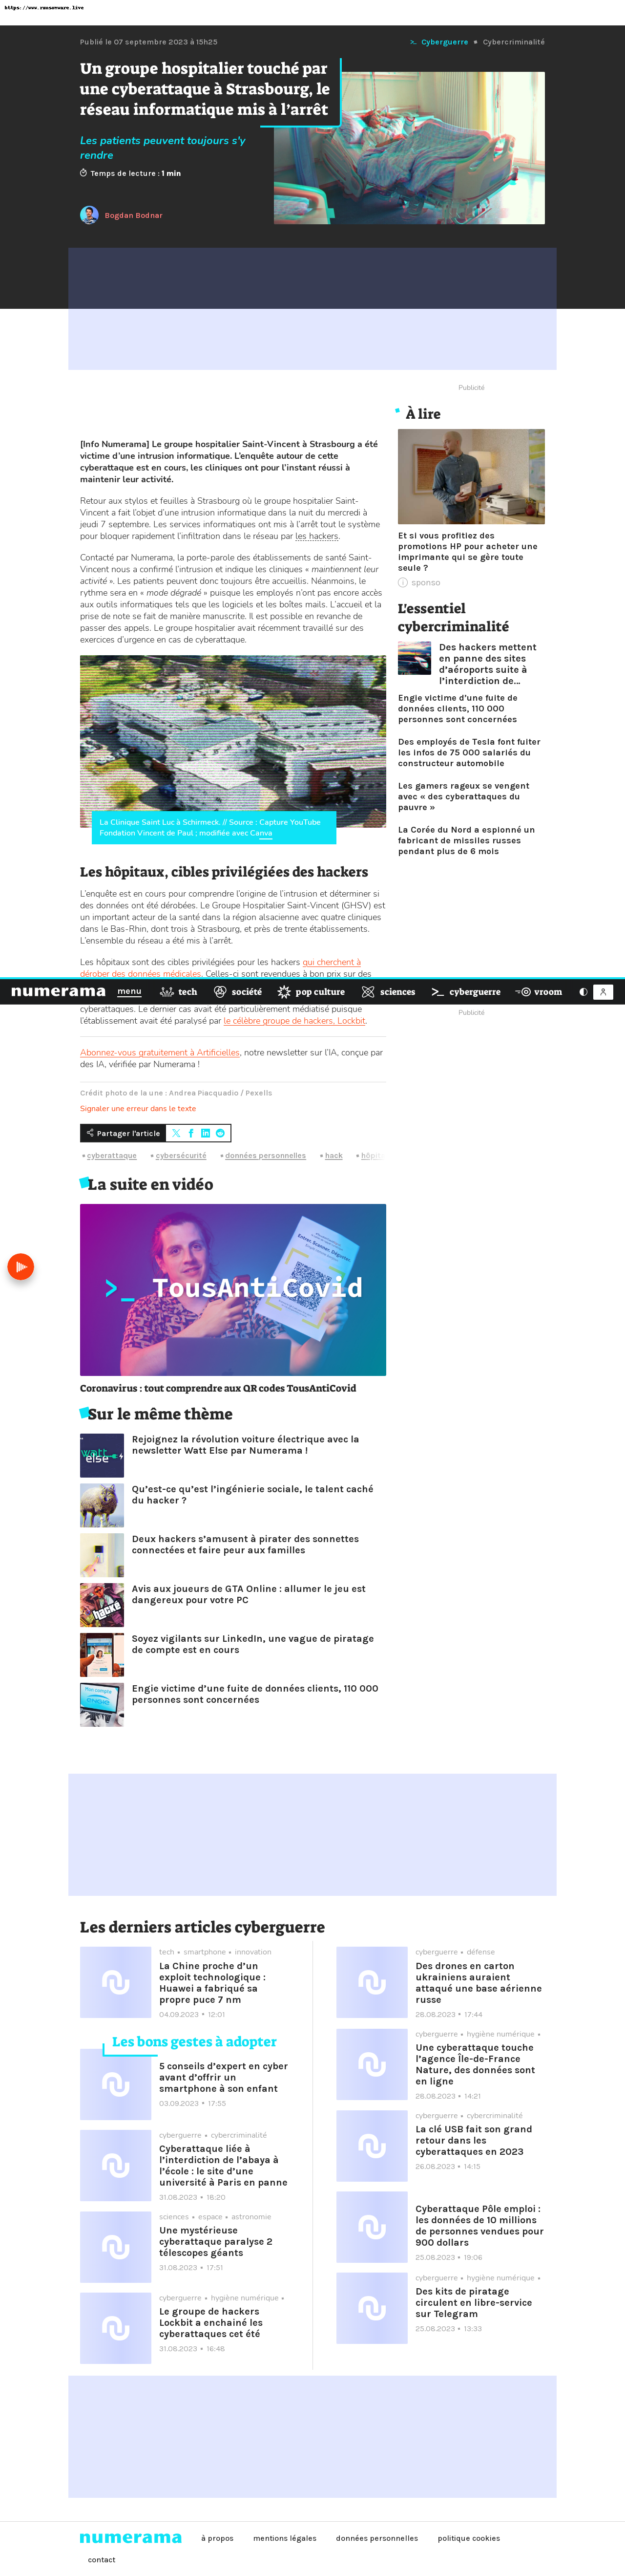 https://www.ransomware.live
Publié le 07 septembre 2023 à 15h25
Cyberguerre
Cybercriminalité
Un groupe hospitalier touché par
une cyberattaque à Strasbourg, le
réseau informatique mis à l’arrêt
Les patients peuvent toujours s'y
rendre
Temps de lecture : 1 min
Bogdan Bodnar
Publicité
[Info Numerama] Le groupe hospitalier Saint-Vincent à Strasbourg a été
victime d’une intrusion informatique. L’enquête autour de cette
cyberattaque est en cours, les cliniques ont pour l’instant réussi à
maintenir leur activité.
Retour aux stylos et feuilles à Strasbourg où le groupe hospitalier Saint-
Vincent a fait l’objet d’une intrusion informatique dans la nuit du mercredi à
jeudi 7 septembre. Les services informatiques ont mis à l’arrêt tout le système
pour bloquer rapidement l’infiltration dans le réseau par les hackers.
Contacté par Numerama, la porte-parole des établissements de santé Saint-
Vincent nous a confirmé l’intrusion et indique les cliniques « maintiennent leur
activité ». Les patients peuvent donc toujours être accueillis. Néanmoins, le
rythme sera en « mode dégradé » puisque les employés n’ont pas encore accès
aux outils informatiques tels que les logiciels et les boîtes mails. L’accueil et la
prise de note se fait de manière manuscrite. Il est possible en revanche de
passer des appels. Le groupe hospitalier avait récemment travaillé sur des
exercices d’urgence en cas de cyberattaque.
La Clinique Saint Luc à Schirmeck. // Source : Capture YouTube
Fondation Vincent de Paul ; modifiée avec Canva
Les hôpitaux, cibles privilégiées des hackers
L’enquête est en cours pour comprendre l’origine de l’intrusion et déterminer si
des données ont été dérobées. Le Groupe Hospitalier Saint-Vincent (GHSV) est
un important acteur de la santé dans la région alsacienne avec quatre cliniques
dans le Bas-Rhin, dont trois à Strasbourg, et près de trente établissements.
L’ensemble du réseau a été mis à l’arrêt.
Les hôpitaux sont des cibles privilégiées pour les hackers qui cherchent à
dérober des données médicales. Celles-ci sont revendues à bon prix sur des
À lire
Et si vous profitiez des
promotions HP pour acheter une
imprimante qui se gère toute
seule ?
sponso
L’essentiel
cybercriminalité
Des hackers mettent
en panne des sites
d’aéroports suite à
l’interdiction de...
Engie victime d’une fuite de
données clients, 110 000
personnes sont concernées
Des employés de Tesla font fuiter
les infos de 75 000 salariés du
constructeur automobile
Les gamers rageux se vengent
avec « des cyberattaques du
pauvre »
La Corée du Nord a espionné un
fabricant de missiles russes
pendant plus de 6 mois
numerama
menu
tech
société
pop culture
sciences
cyberguerre
vroom
Publicité
cyberattaques. Le dernier cas avait été particulièrement médiatisé puisque
l’établissement avait été paralysé par le célèbre groupe de hackers, Lockbit.
Abonnez-vous gratuitement à Artificielles, notre newsletter sur l’IA, conçue par
des IA, vérifiée par Numerama !
Crédit photo de la une : Andrea Piacquadio / Pexells
Signaler une erreur dans le texte
Partager l'article
cyberattaque
cybersécurité
données personnelles
hack
La suite en vidéo
>_ TousAntiCovid
Entrer, Scanner, Déguster.
Coronavirus : tout comprendre aux QR codes TousAntiCovid
Sur le même thème
watt
else
Rejoignez la révolution voiture électrique avec la
newsletter Watt Else par Numerama !
Qu’est-ce qu’est l’ingénierie sociale, le talent caché
du hacker ?
Deux hackers s’amusent à pirater des sonnettes
connectées et faire peur aux familles
hacké
Avis aux joueurs de GTA Online : allumer le jeu est
dangereux pour votre PC
Soyez vigilants sur LinkedIn, une vague de piratage
de compte est en cours
Mon compte
ENGIE
Engie victime d’une fuite de données clients, 110 000
personnes sont concernées
Les derniers articles cyberguerre
tech • smartphone • innovation
La Chine proche d’un
exploit technologique :
Huawei a fabriqué sa
propre puce 7 nm
04.09.2023 • 12:01
Les bons gestes à adopter
5 conseils d’expert en cyber
avant d’offrir un
smartphone à son enfant
03.09.2023 • 17:55
cyberguerre • cybercriminalité
Cyberattaque liée à
l’interdiction de l’abaya à
l’école : le site d’une
université à Paris en panne
31.08.2023 • 18:20
sciences • espace • astronomie
Une mystérieuse
cyberattaque paralyse 2
télescopes géants
31.08.2023 • 17:51
cyberguerre • hygiène numérique •
Le groupe de hackers
Lockbit a enchaîné les
cyberattaques cet été
31.08.2023 • 16:48
cyberguerre • défense
Des drones en carton
ukrainiens auraient
attaqué une base aérienne
russe
28.08.2023 • 17:44
cyberguerre • hygiène numérique •
Une cyberattaque touche
l’agence Île-de-France
Nature, des données sont
en ligne
28.08.2023 • 14:21
cyberguerre • cybercriminalité
La clé USB fait son grand
retour dans les
cyberattaques en 2023
26.08.2023 • 14:15
Cyberattaque Pôle emploi :
les données de 10 millions
de personnes vendues pour
900 dollars
25.08.2023 • 19:06
cyberguerre • hygiène numérique •
Des kits de piratage
circulent en libre-service
sur Telegram
25.08.2023 • 13:33
numerama
à propos
mentions légales
données personnelles
politique cookies
contact